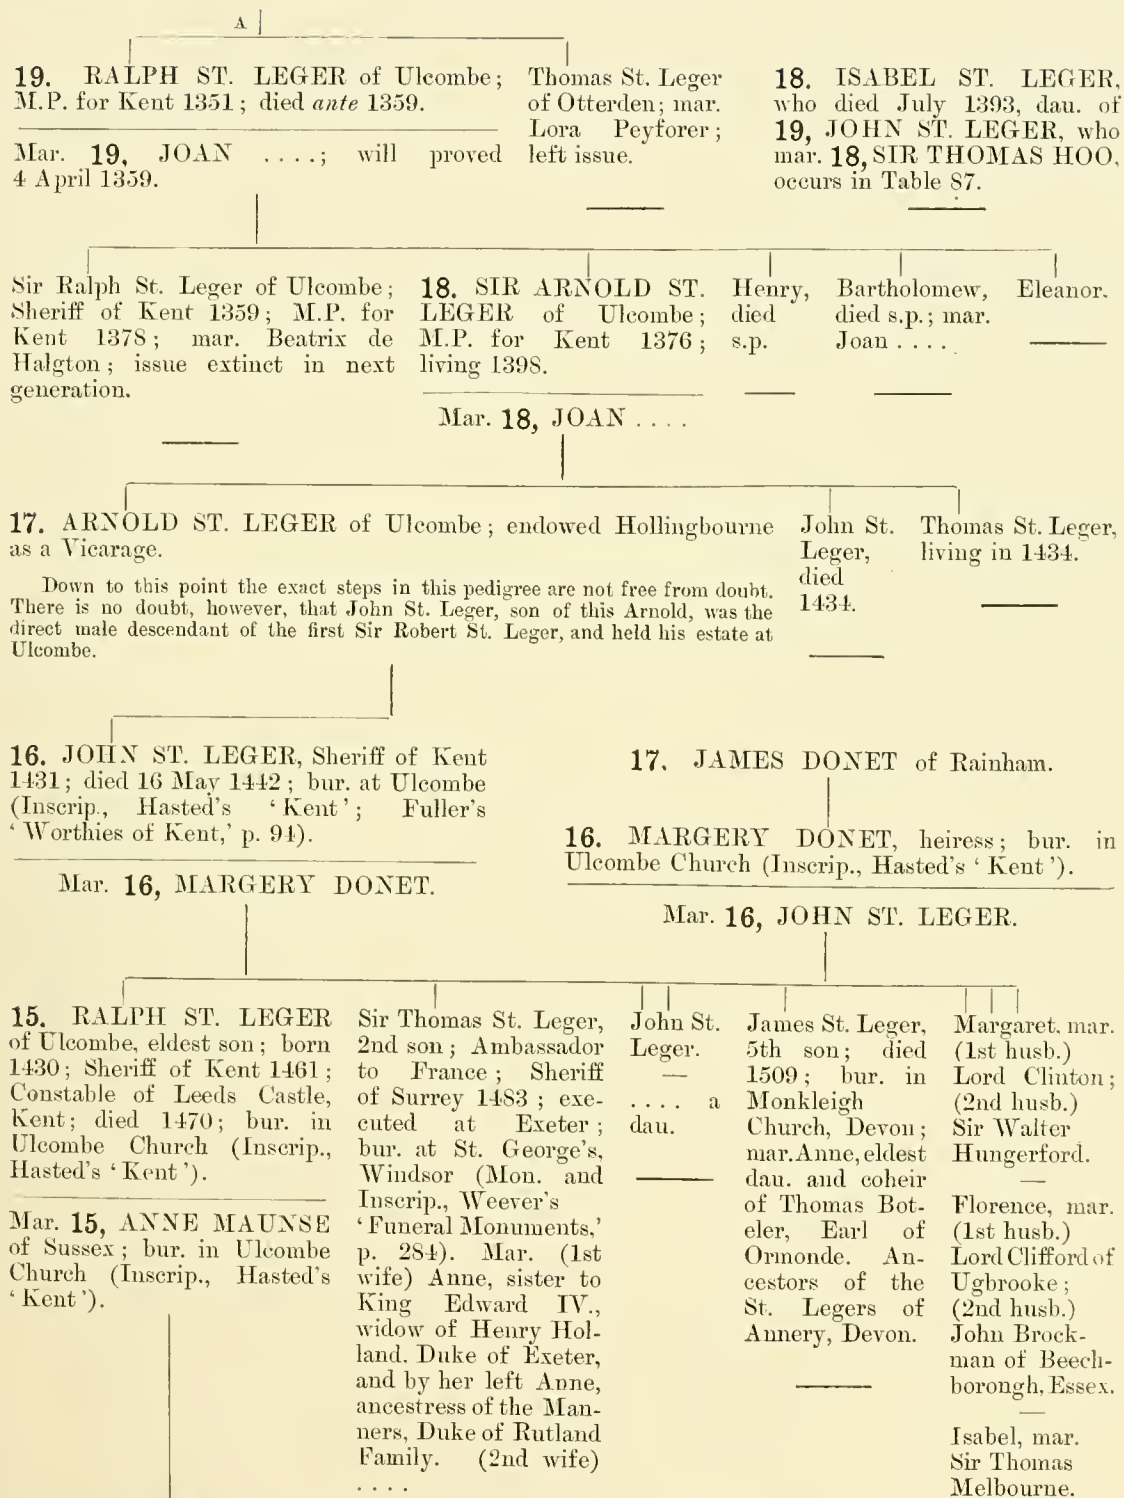 A
19. RALPH ST. LEGER of Ulcombe;
M.P. for Kent 1351; died ante 1359.
Mar. 19, JOAN ....; will proved
4 April 1359.
Thomas St. Leger
of Otterden; mar.
Lora Peyforer;
left issue.
18. ISABEL ST. LEGER,
who died July 1393, dau. of
19, JOHN ST. LEGER, who
mar. 18, SIR THOMAS HOO,
occurs in Table 87.
Sir Ralph St. Leger of Ulcombe;
Sheriff of Kent 1359; M.P. for
Kent 1378; mar. Beatrix de
Halgton; issue extinct in next
generation.
18. SIR ARNOLD ST.
LEGER of Ulcombe;
M.P. for Kent 1376;
living 1398.
Mar. 18, JOAN ....
Henry,
died
s.p.
Bartholomew,
died s.p.; mar.
Joan ....
Eleanor.
17. ARNOLD ST. LEGER of Ulcombe; endowed Hollingbourne
as a Vicarage.
Down to this point the exact steps in this pedigree are not free from doubt.
There is no doubt, however, that John St. Leger, son of this Arnold, was the
direct male descendant of the first Sir Robert St. Leger, and held his estate at
Ulcombe.
John St.
Leger,
died
1434.
Thomas St. Leger,
living in 1434.
16. JOHN ST. LEGER, Sheriff of Kent
1431; died 16 May 1442; bur. at Ulcombe
(Inscrip., Hasted's 'Kent'; Fuller's
'Worthies of Kent,' p. 94).
Mar. 16, MARGERY DONET.
17. JAMES DONET of Rainham.
16. MARGERY DONET, heiress; bur. in
Ulcombe Church (Inscrip., Hasted's 'Kent').
Mar. 16, JOHN ST. LEGER.
15. RALPH ST. LEGER
of Ulcombe, eldest son; born
1430; Sheriff of Kent 1461;
Constable of Leeds Castle,
Kent; died 1470; bur. in
Ulcombe Church (Inscrip.,
Hasted's 'Kent').
Mar. 15, ANNE MAUNSE
of Sussex; bur. in Ulcombe
Church (Inscrip., Hasted's
'Kent').
Sir Thomas St. Leger,
2nd son; Ambassador
to France; Sheriff
of Surrey 1483; exe-
cuted at Exeter;
bur. at St. George's,
Windsor (Mon. and
Inscrip., Weever's
'Funeral Monuments,'
p. 284). Mar. (1st
wife) Anne, sister to
King Edward IV.,
widow of Henry Hol-
land, Duke of Exeter,
and by her left Anne,
ancestress of the Man-
ners, Duke of Rutland
Family. (2nd wife)
....
John St.
Leger.
—
.... a
dau.
James St. Leger,
5th son; died
1509; bur. in
Monkleigh
Church, Devon;
mar. Anne, eldest
dau. and coheir
of Thomas Bot-
eler, Earl of
Ormonde. An-
cestors of the
St. Legers of
Annery, Devon.
Margaret, mar.
(1st husb.)
Lord Clinton;
(2nd husb.)
Sir Walter
Hungerford.
—
Florence, mar.
(1st husb.)
Lord Clifford of
Ugbrooke;
(2nd husb.)
John Brock-
man of Beech-
borongh, Essex.
—
Isabel, mar.
Sir Thomas
Melbourne.